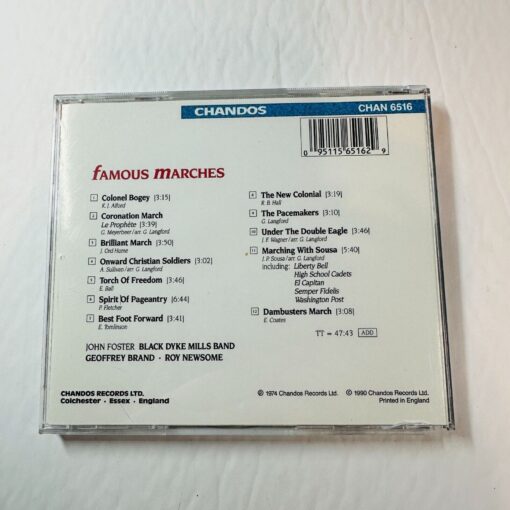 CHANDOS
CHAN 6516
0 95115 65162 9
famous marches
1 Colonel Bogey [3:15]
K.J. Alford
2 Coronation March
Le Prophète [3:39]
G. Meyerbeer/arr G. Langford
3 Brilliant March [3:50]
J. Ord Hume
4 Onward Christian Soldiers [3:02]
A. Sullivan/arr G. Langford
5 Torch Of Freedom [3:46]
E. Ball
6 Spirit Of Pageantry [6:44]
P. Fletcher
7 Best Foot Forward [3:41]
E. Tomlinson
8 The New Colonial [3:19]
R.B. Hall
9 The Pacemakers [3:10]
G. Langford
10 Under The Double Eagle [3:46]
J.F. Wagner/arr G. Langford
11 Marching With Sousa [5:40]
J.P. Sousa/arr G. Langford
including: Liberty Bell
High School Cadets
El Capitan
Semper Fidelis
Washington Post
12 Dambusters March [3:08]
E. Coates
TT = 47:43 ADD
JOHN FOSTER BLACK DYKE MILLS BAND
GEOFFREY BRAND · ROY NEWSOME
CHANDOS RECORDS LTD.
Colchester · Essex · England
℗ 1974 Chandos Records Ltd. © 1990 Chandos Records Ltd.
Printed in England